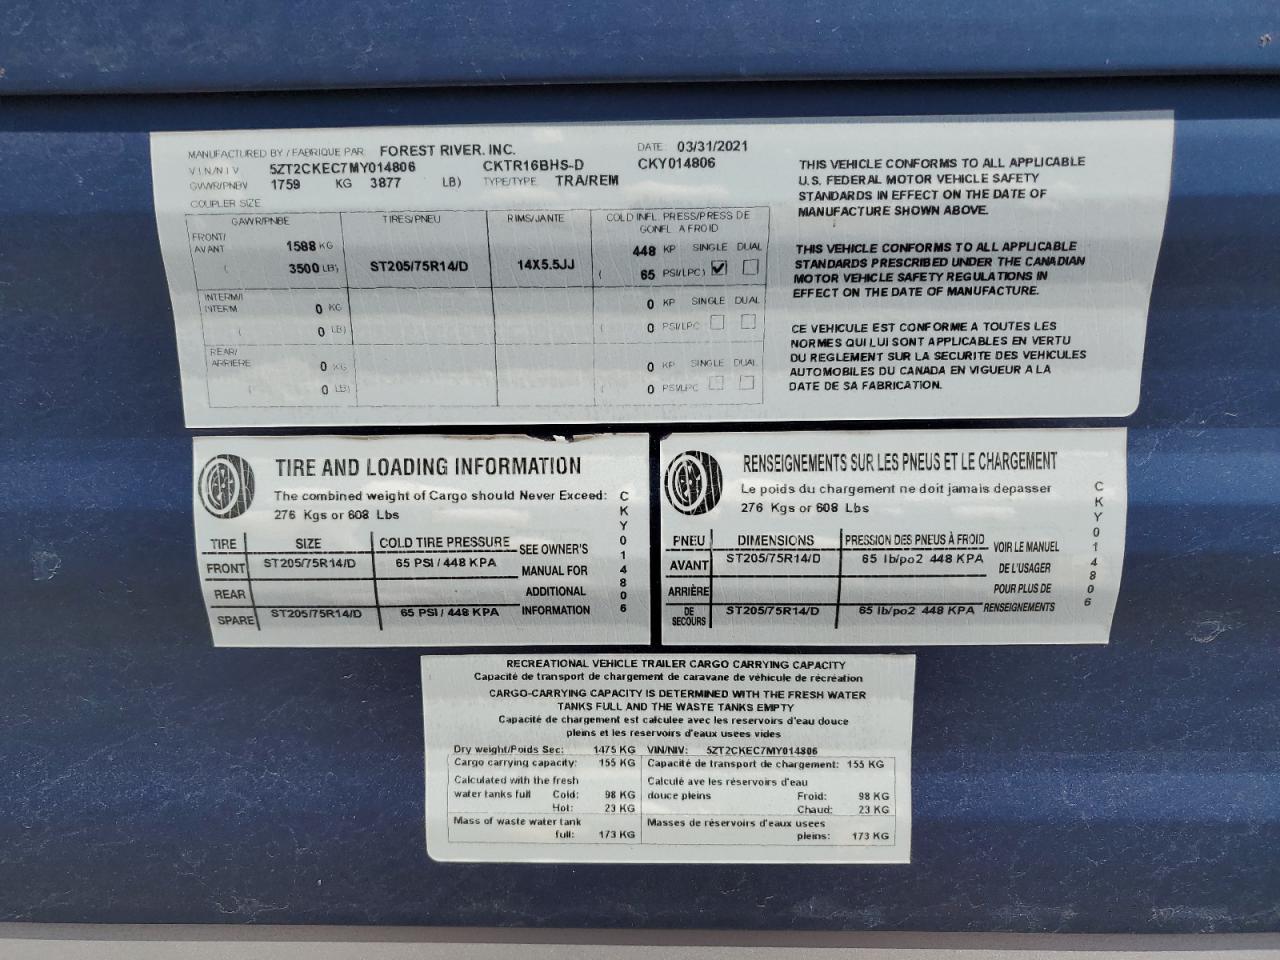 MANUFACTURED BY / FABRIQUE PAR: FOREST RIVER, INC. DATE: 03/31/2021
VIN/NIV 5ZT2CKEC7MY014806 CKTR16BHS-D CKY014806
GVWR/PNBV 1759 KG 3877 LB) TYPE/TYPE: TRA/REM
COUPLER SIZE
GAWR/PNBE TIRES/PNEU RIMS/JANTE COLD INFL. PRESS/PRESS DE
GONFL. A FROID
FRONT/
AVANT 1588 KG 448 KP SINGLE DUAL
( 3500 LB) ST205/75R14/D 14X5.5JJ ( 65 PSI/LPC)
INTERM/
INTERM 0 KG 0 KP SINGLE DUAL
( 0 LB) ( 0 PSI/LPC
REAR/
ARRIERE 0 KG 0 KP SINGLE DUAL
( 0 LB) ( 0 PSI/LPC
THIS VEHICLE CONFORMS TO ALL APPLICABLE
U.S. FEDERAL MOTOR VEHICLE SAFETY
STANDARDS IN EFFECT ON THE DATE OF
MANUFACTURE SHOWN ABOVE.
THIS VEHICLE CONFORMS TO ALL APPLICABLE
STANDARDS PRESCRIBED UNDER THE CANADIAN
MOTOR VEHICLE SAFETY REGULATIONS IN
EFFECT ON THE DATE OF MANUFACTURE.
CE VEHICULE EST CONFORME A TOUTES LES
NORMES QUI LUI SONT APPLICABLES EN VERTU
DU REGLEMENT SUR LA SECURITE DES VEHICULES
AUTOMOBILES DU CANADA EN VIGUEUR A LA
DATE DE SA FABRICATION.
TIRE AND LOADING INFORMATION
The combined weight of Cargo should Never Exceed:
276 Kgs or 608 Lbs
TIRE SIZE COLD TIRE PRESSURE
FRONT ST205/75R14/D 65 PSI / 448 KPA
REAR
SPARE ST205/75R14/D 65 PSI / 448 KPA
SEE OWNER'S
MANUAL FOR
ADDITIONAL
INFORMATION
CKY014806
RENSEIGNEMENTS SUR LES PNEUS ET LE CHARGEMENT
Le poids du chargement ne doit jamais depasser
276 Kgs or 608 Lbs
PNEU DIMENSIONS PRESSION DES PNEUS À FROID
AVANT ST205/75R14/D 65 lb/po2 448 KPA
ARRIÈRE
DE
SECOURS ST205/75R14/D 65 lb/po2 448 KPA
VOIR LE MANUEL
DE L'USAGER
POUR PLUS DE
RENSEIGNEMENTS
CKY014806
RECREATIONAL VEHICLE TRAILER CARGO CARRYING CAPACITY
Capacité de transport de chargement de caravane de véhicule de récréation
CARGO-CARRYING CAPACITY IS DETERMINED WITH THE FRESH WATER
TANKS FULL AND THE WASTE TANKS EMPTY
Capacité de chargement est calculee avec les reservoirs d'eau douce
pleins et les reservoirs d'eaux usees vides
Dry weight/Poids Sec: 1475 KG VIN/NIV: 5ZT2CKEC7MY014806
Cargo carrying capacity: 155 KG Capacité de transport de chargement: 155 KG
Calculated with the fresh Calculé ave les réservoirs d'eau
water tanks full Cold: 98 KG douce pleins Froid: 98 KG
Hot: 23 KG Chaud: 23 KG
Mass of waste water tank Masses de réservoirs d'eaux usees
full: 173 KG pleins: 173 KG